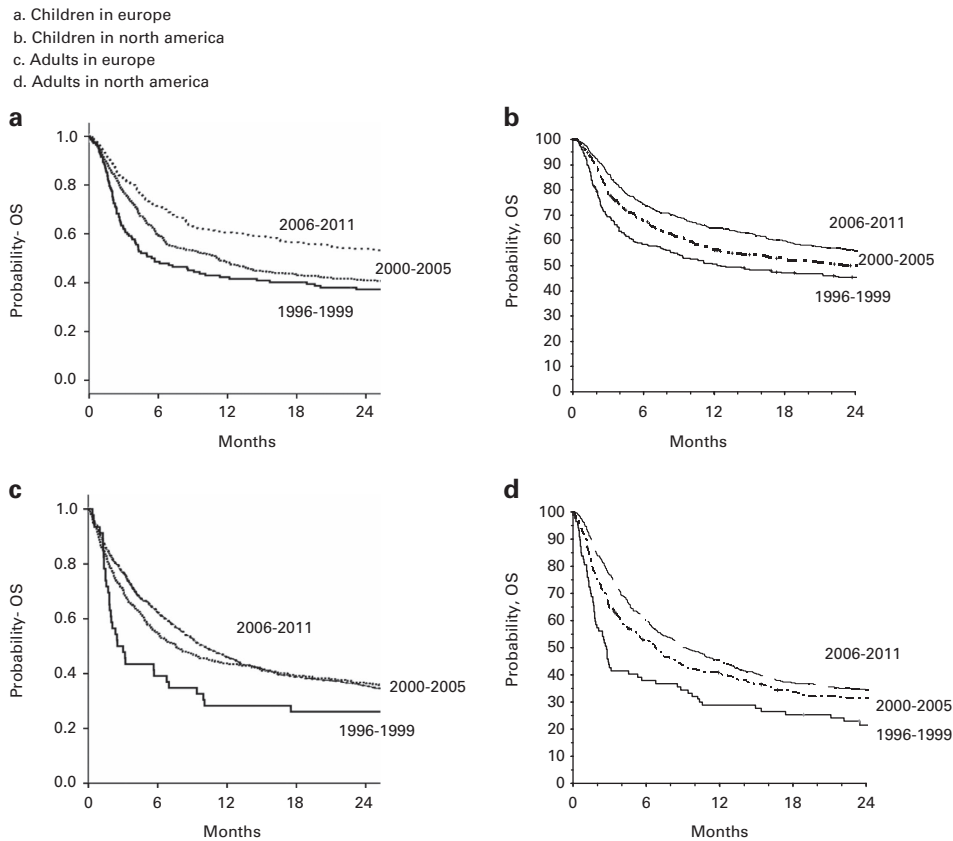 a. Children in europe
b. Children in north america
c. Adults in europe
d. Adults in north america
a
Probability- OS
1.0
0.8
0.6
0.4
0.2
0.0
2006-2011
2000-2005
1996-1999
0 6 12 18 24
Months
b
Probability, OS
100
90
80
70
60
50
40
30
20
10
0
2006-2011
2000-2005
1996-1999
0 6 12 18 24
Months
c
Probability- OS
1.0
0.8
0.6
0.4
0.2
0.0
2006-2011
2000-2005
1996-1999
0 6 12 18 24
Months
d
Probability, OS
100
90
80
70
60
50
40
30
20
10
0
2006-2011
2000-2005
1996-1999
0 6 12 18 24
Months